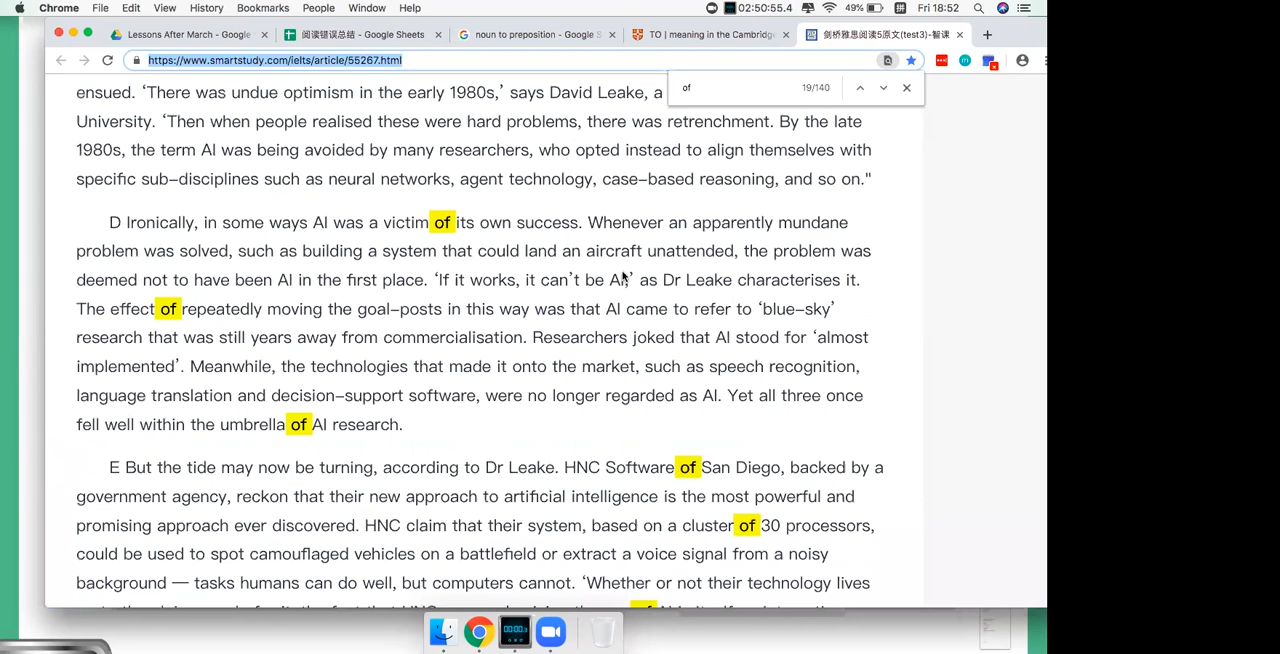 Chrome File Edit View History Bookmarks People Window Help 02:50:55.4 49% 拼 Fri 18:52
Lessons After March - Google 阅读错误总结 - Google Sheets noun to preposition - Google S TO | meaning in the Cambridge 剑桥雅思阅读5原文(test3)-智课
https://www.smartstudy.com/ielts/article/55267.html
of 19/140
ensued. ‘There was undue optimism in the early 1980s,’ says David Leake, a
University. ‘Then when people realised these were hard problems, there was retrenchment. By the late
1980s, the term AI was being avoided by many researchers, who opted instead to align themselves with
specific sub–disciplines such as neural networks, agent technology, case–based reasoning, and so on."
D Ironically, in some ways AI was a victim of its own success. Whenever an apparently mundane
problem was solved, such as building a system that could land an aircraft unattended, the problem was
deemed not to have been AI in the first place. ‘If it works, it can’t be AI,’ as Dr Leake characterises it.
The effect of repeatedly moving the goal–posts in this way was that AI came to refer to ‘blue–sky’
research that was still years away from commercialisation. Researchers joked that AI stood for ‘almost
implemented’. Meanwhile, the technologies that made it onto the market, such as speech recognition,
language translation and decision–support software, were no longer regarded as AI. Yet all three once
fell well within the umbrella of AI research.
E But the tide may now be turning, according to Dr Leake. HNC Software of San Diego, backed by a
government agency, reckon that their new approach to artificial intelligence is the most powerful and
promising approach ever discovered. HNC claim that their system, based on a cluster of 30 processors,
could be used to spot camouflaged vehicles on a battlefield or extract a voice signal from a noisy
background — tasks humans can do well, but computers cannot. ‘Whether or not their technology lives